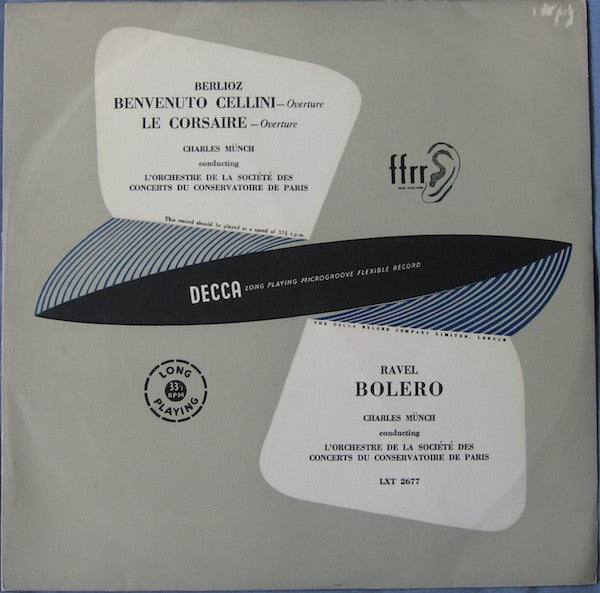 BERLIOZ
BENVENUTO CELLINI—Overture
LE CORSAIRE —Overture
CHARLES MÜNCH
conducting
L'ORCHESTRE DE LA SOCIÉTÉ DES
CONCERTS DU CONSERVATOIRE DE PARIS
This record should be played at a speed of 33⅓ r.p.m.
ffrr
DECCA LONG PLAYING MICROGROOVE FLEXIBLE RECORD
THE DECCA RECORD COMPANY LIMITED, LONDON
LONG
33⅓
RPM
PLAYING
RAVEL
BOLERO
CHARLES MÜNCH
conducting
L'ORCHESTRE DE LA SOCIÉTÉ DES
CONCERTS DU CONSERVATOIRE DE PARIS
LXT 2677